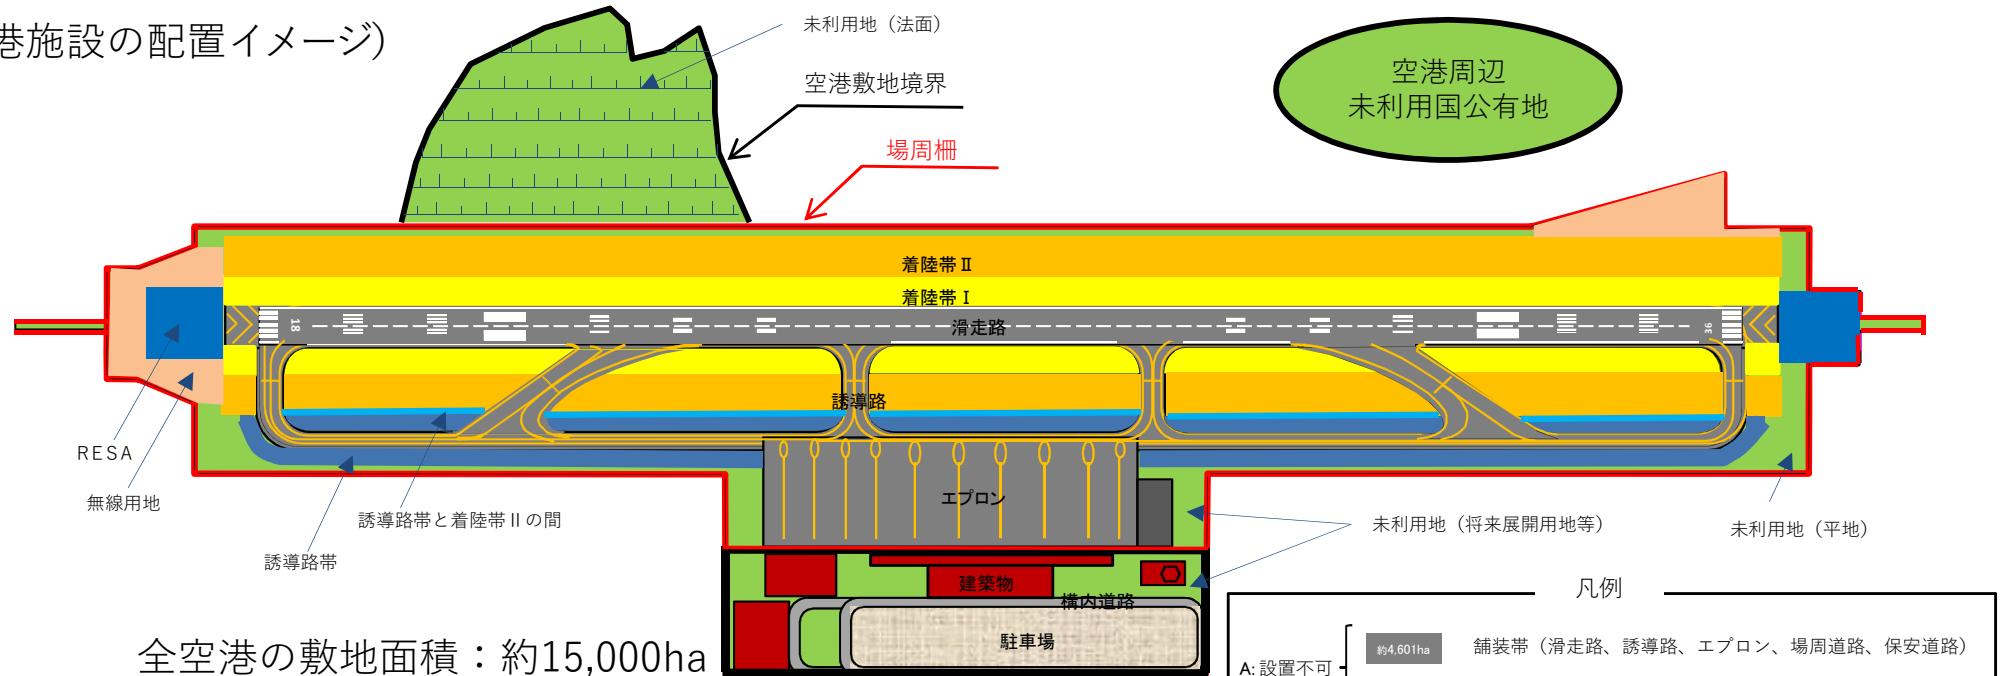 港施設の配置イメージ)
未利用地（法面）
空港敷地境界
場周柵
空港周辺
未利用国公有地
着陸帯Ⅱ
着陸帯Ⅰ
18
滑走路
36
誘導路
RESA
無線用地
誘導路帯と着陸帯Ⅱの間
誘導路帯
エプロン
未利用地（将来展開用地等）
未利用地（平地）
建築物
構内道路
駐車場
全空港の敷地面積：約15,000ha
凡例
A: 設置不可
約4,601ha
舗装帯（滑走路、誘導路、エプロン、場周道路、保安道路）